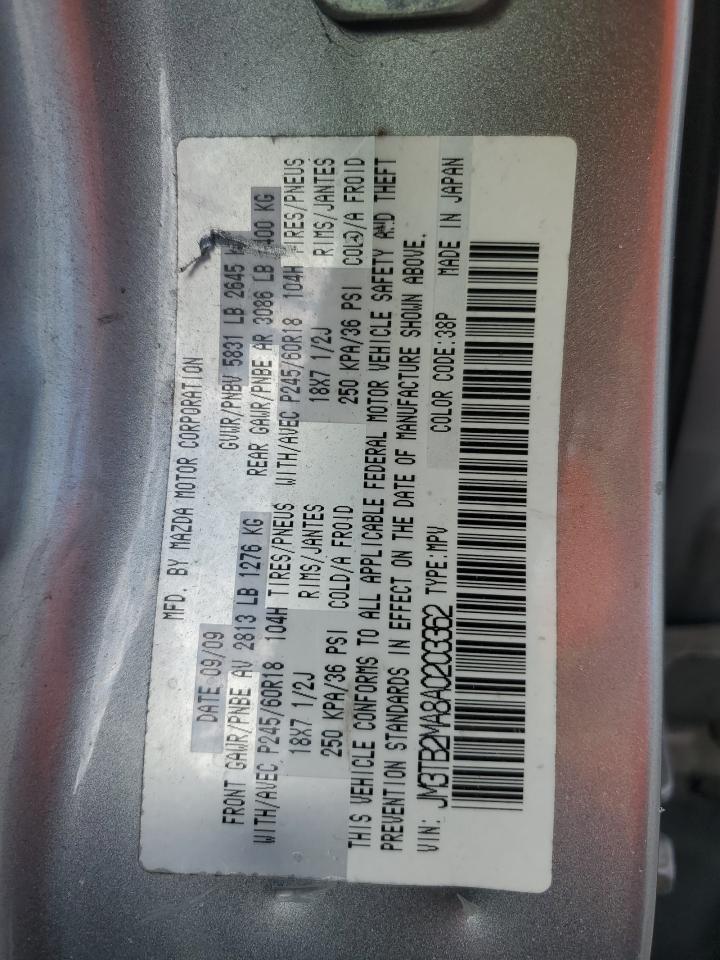 MFD. BY MAZDA MOTOR CORPORATION
DATE 09/09 GVWR/PNBV 5831 LB 2645
FRONT GAWR/PNBE AV 2813 LB 1276 KG REAR GAWR/PNBE AR 3086 LB 400 KG
WITH/AVEC P245/60R18 104H TIRES/PNEUS WITH/AVEC P245/60R18 104H TIRES/PNEUS
18X7 1/2J RIMS/JANTES 18X7 1/2J RIMS/JANTES
250 KPA/36 PSI COLD/A FROID 250 KPA/36 PSI COLD/A FROID
THIS VEHICLE CONFORMS TO ALL APPLICABLE FEDERAL MOTOR VEHICLE SAFETY AND THEFT
PREVENTION STANDARDS IN EFFECT ON THE DATE OF MANUFACTURE SHOWN ABOVE.
VIN: JM3TB2MA8A0203362 TYPE:MPV COLOR CODE:38P MADE IN JAPAN